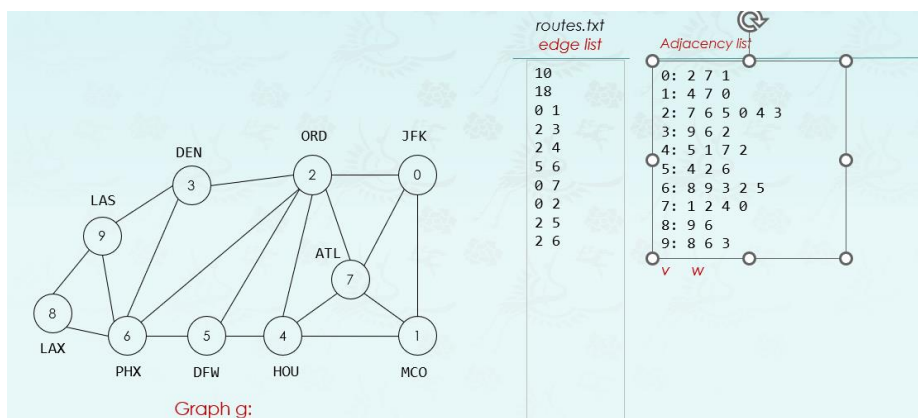 routes.txt
edge list
10
18
0 1
2 3
2 4
5 6
0 7
0 2
2 5
2 6
Adjacency list
0: 2 7 1
1: 4 7 0
2: 7 6 5 0 4 3
3: 9 6 2
4: 5 1 7 2
5: 4 2 6
6: 8 9 3 2 5
7: 1 2 4 0
8: 9 6
9: 8 6 3
v w
ORD
JFK
DEN
2
0
3
LAS
9
ATL
7
8
6
5
4
1
LAX
PHX
DFW
HOU
MCO
Graph g: